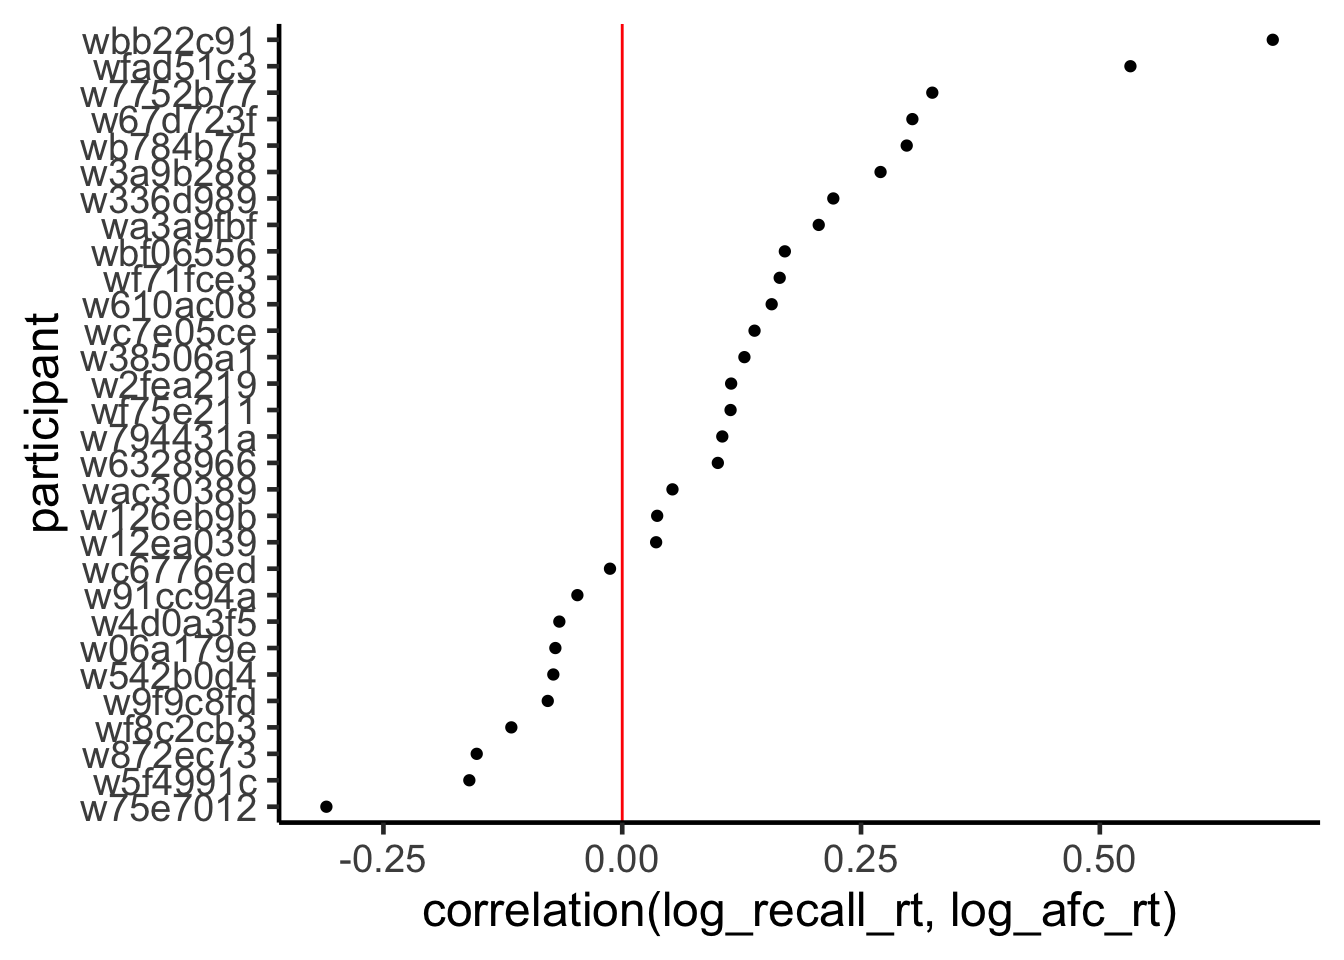 wbb22c91
wfad51c3
w7752b77
w67d723f
wb784b75
w3a9b288
w336d989
wa3a9fbf
wbf06556
wf71fce3
w610ac08
wc7e05ce
w38506a1
w2fea219
wf75e211
w794431a
w6328966
wac30389
w126eb9b
w12ea039
wc6776ed
w91cc94a
w4d0a3f5
w06a179e
w542b0d4
w9f9c8fd
wf8c2cb3
w872ec73
w5f4991c
w75e7012
participant
-0.25 0.00 0.25 0.50
correlation(log_recall_rt, log_afc_rt)